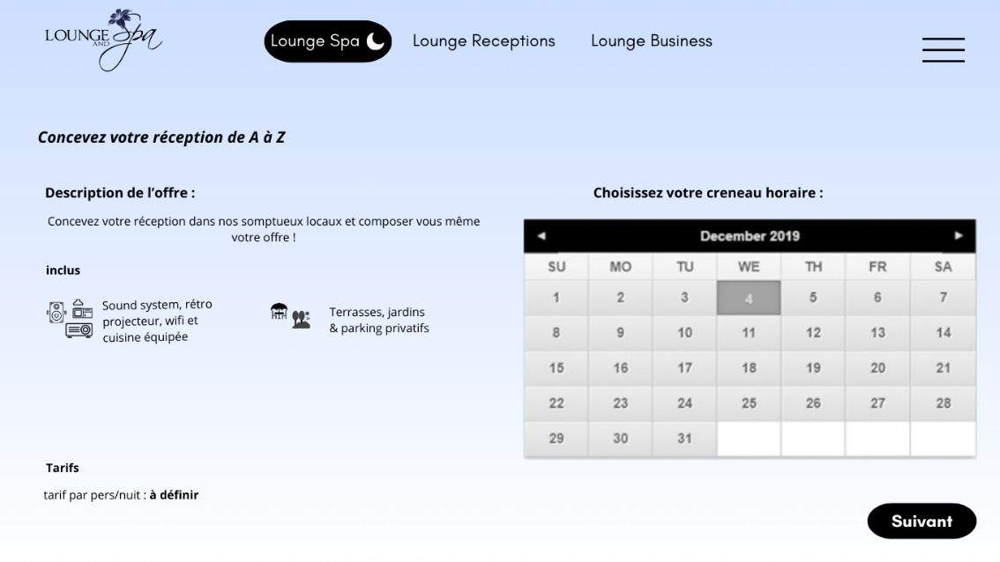 LOUNGE AND Spa
Lounge Spa
Lounge Receptions
Lounge Business
Concevez votre réception de A à Z
Description de l’offre :
Concevez votre réception dans nos somptueux locaux et composer vous même
votre offre !
inclus
Sound system, rétro
projecteur, wifi et
cuisine équipée
Terrasses, jardins
& parking privatifs
Tarifs
tarif par pers/nuit : à définir
Choisissez votre creneau horaire :
December 2019
SU MO TU WE TH FR SA
1 2 3 4 5 6 7
8 9 10 11 12 13 14
15 16 17 18 19 20 21
22 23 24 25 26 27 28
29 30 31
Suivant